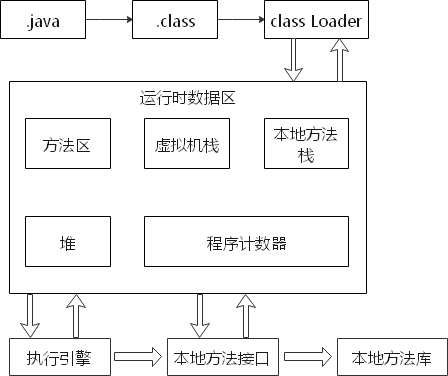 .java
.class
class Loader
运行时数据区
方法区
虚拟机栈
本地方法
栈
堆
程序计数器
执行引擎
本地方法接口
本地方法库